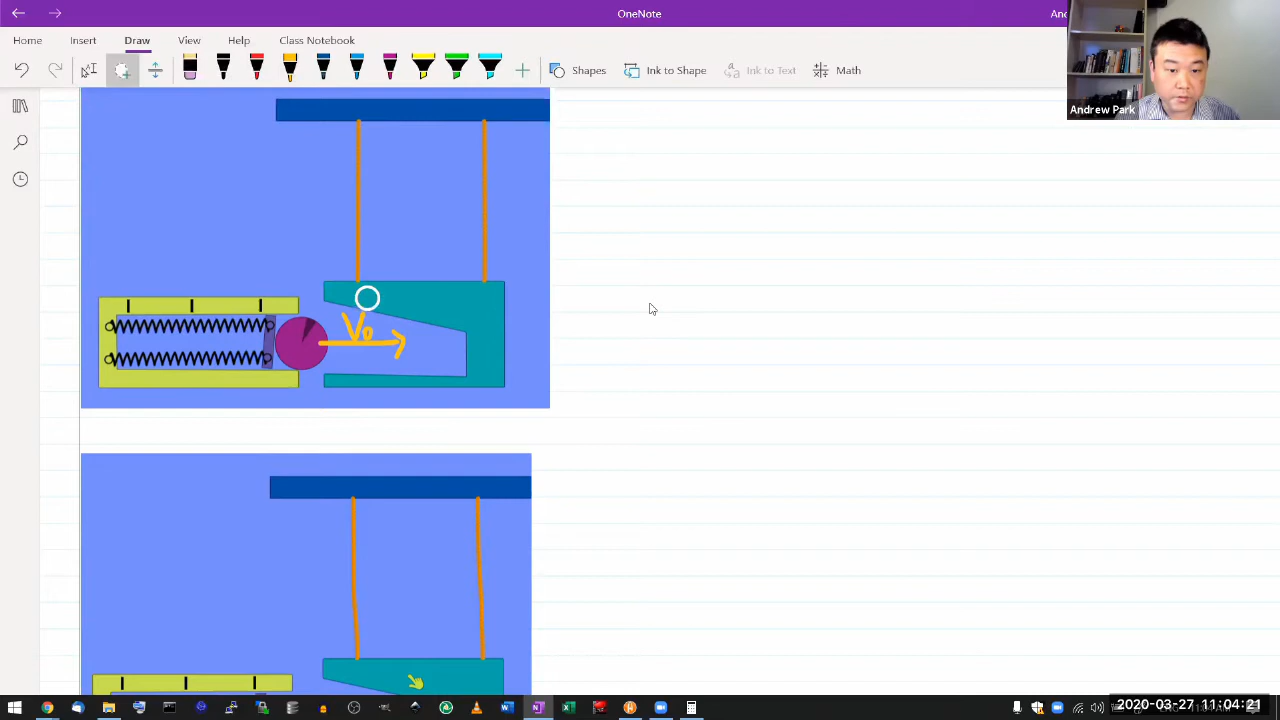 OneNote
And
Home Insert Draw View Help Class Notebook
Shapes Ink to Shape Ink to Text Math
Andrew Park
V₀
2020-03-27 11:04:21